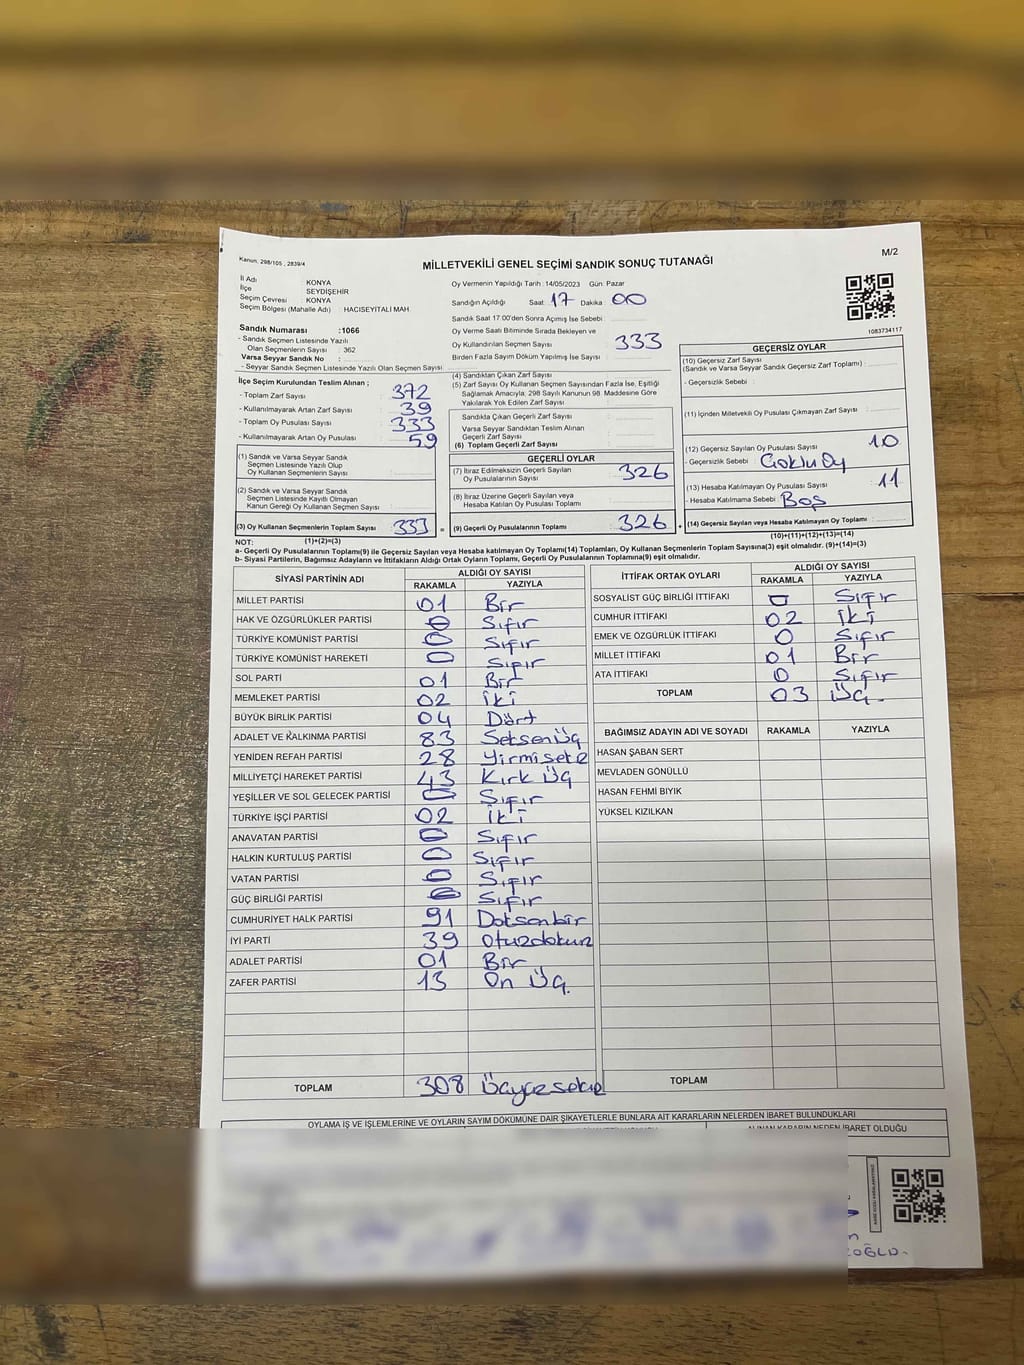 Kanun; 298/105 , 2839/4
MİLLETVEKİLİ GENEL SEÇİMİ SANDIK SONUÇ TUTANAĞI
M/2
İl Adı KONYA
İlçe SEYDİŞEHİR
Seçim Çevresi : KONYA
Seçim Bölgesi (Mahalle Adı) : HACISEYİTALİ MAH
Oy Vermenin Yapıldığı Tarih : 14/05/2023 Gün: Pazar
Sandığın Açıldığı Saat: 17 Dakika 00
Sandık Saat 17:00'den Sonra Açımış İse Sebebi :
Oy Verme Saati Bitiminde Sırada Bekleyen ve
Oy Kullandırılan Seçmen Sayısı 333
Birden Fazla Sayım Döküm Yapılmış İse Sayısı :
1083734117
Sandık Numarası :1066
- Sandık Seçmen Listesinde Yazılı
Olan Seçmenlerin Sayısı : 362
Varsa Seyyar Sandık No :
- Seyyar Sandık Seçmen Listesinde Yazılı Olan Seçmen Sayısı
İlçe Seçim Kurulundan Teslim Alınan ;
- Toplam Zarf Sayısı 372
- Kullanılmayarak Artan Zarf Sayısı 39
- Toplam Oy Pusulası Sayısı 333
- Kullanılmayarak Artan Oy Pusulası 59
(1) Sandık ve Varsa Seyyar Sandık
Seçmen Listesinde Yazılı Olup
Oy Kullanan Seçmen Sayısı
(2) Sandık ve Varsa Seyyar Sandık
Seçmen Listesinde Kayıtlı Olmayan
Kanun Gereği Oy Kullanan Seçmen Sayısı
(3) Oy Kullanan Seçmenlerin Toplam Sayısı 333 =
(1)+(2)=(3)
(4) Sandıktan Çıkan Zarf Sayısı
(5) Zarf Sayısı Oy Kullanan Seçmen Sayısından Fazla İse, Eşitliği
Sağlamak Amacıyla; 298 Sayılı Kanunun 98. Maddesine Göre
Yakılarak Yok Edilen Zarf Sayısı
Sandıkta Çıkan Geçerli Zarf Sayısı
Varsa Seyyar Sandıktan Teslim Alınan
Geçerli Zarf Sayısı
(6) Toplam Geçerli Zarf Sayısı
GEÇERLİ OYLAR
(7) İtiraz Edilmeksizin Geçerli Sayılan
Oy Pusulalarının Sayısı 326
(8) İtiraz Üzerine Geçerli Sayılan veya
Hesaba Katılan Oy Pusulası Sayısı
(9) Geçerli Oy Pusulalarının Toplamı 326 +
GEÇERSİZ OYLAR
(10) Geçersiz Zarf Sayısı
(Sandık ve Varsa Seyyar Sandık Geçersiz Zarf Toplamı) :
- Geçersizlik Sebebi :
(11) İçinden Milletvekili Oy Pusulası Çıkmayan Zarf Sayısı :
(12) Geçersiz Sayılan Oy Pusulası Sayısı 10
- Geçersizlik Sebebi : Çoklu Oy
(13) Hesaba Katılmayan Oy Pusulası Sayısı : 11
- Hesaba Katılmama Sebebi : Boş
(14) Geçersiz Sayılan veya Hesaba Katılmayan Oy Toplamı :
(10)+(11)+(12)+(13)=(14)
NOT:
a- Geçerli Oy Pusulalarının Toplamı(9) ile Geçersiz Sayılan veya Hesaba katılmayan Oy Toplamı(14) Toplamları, Oy Kullanan Seçmenlerin Toplam Sayısına(3) eşit olmalıdır. (9)+(14)=(3)
b- Siyasi Partilerin, Bağımsız Adayların ve İttifakların Aldığı Ortak Oyların Toplamı, Geçerli Oy Pusulalarının Toplamına(9) eşit olmalıdır.
SİYASİ PARTİNİN ADI ALDIĞI OY SAYISI
RAKAMLA YAZIYLA
MİLLET PARTİSİ 01 Bir
HAK VE ÖZGÜRLÜKLER PARTİSİ 0 Sıfır
TÜRKİYE KOMÜNİST PARTİSİ 0 Sıfır
TÜRKİYE KOMÜNİST HAREKETİ 0 Sıfır
SOL PARTİ 01 Bir
MEMLEKET PARTİSİ 02 İki
BÜYÜK BİRLİK PARTİSİ 04 Dört
ADALET VE KALKINMA PARTİSİ 83 Seksen Üç
YENİDEN REFAH PARTİSİ 28 Yirmi sekiz
MİLLİYETÇİ HAREKET PARTİSİ 43 Kırk Üç
YEŞİLLER VE SOL GELECEK PARTİSİ 0 Sıfır
TÜRKİYE İŞÇİ PARTİSİ 02 İki
ANAVATAN PARTİSİ 0 Sıfır
HALKIN KURTULUŞ PARTİSİ 0 Sıfır
VATAN PARTİSİ 0 Sıfır
GÜÇ BİRLİĞİ PARTİSİ 0 Sıfır
CUMHURİYET HALK PARTİSİ 91 Doksanbir
İYİ PARTİ 39 Otuzdokuz
ADALET PARTİSİ 01 Bir
ZAFER PARTİSİ 13 On Üç.
TOPLAM 308 Üçyüz sekiz
İTTİFAK ORTAK OYLARI ALDIĞI OY SAYISI
RAKAMLA YAZIYLA
SOSYALİST GÜÇ BİRLİĞİ İTTİFAKI 0 Sıfır
CUMHUR İTTİFAKI 02 İki
EMEK VE ÖZGÜRLÜK İTTİFAKI 0 Sıfır
MİLLET İTTİFAKI 01 Bir
ATA İTTİFAKI 0 Sıfır
TOPLAM 03 Üç.
BAĞIMSIZ ADAYIN ADI VE SOYADI RAKAMLA YAZIYLA
HASAN ŞABAN SERT
MEVLADEN GÖNÜLLÜ
HASAN FEHMİ BIYIK
YÜKSEL KIZILKAN
TOPLAM
OYLAMA İŞ VE İŞLEMLERİNE VE OYLARIN SAYIM DÖKÜMÜNE DAİR ŞİKAYETLERLE BUNLARA AİT KARARLARIN NELERDEN İBARET BULUNDUKLARI
ALINAN KARARIN NEDEN İBARET OLDUĞU